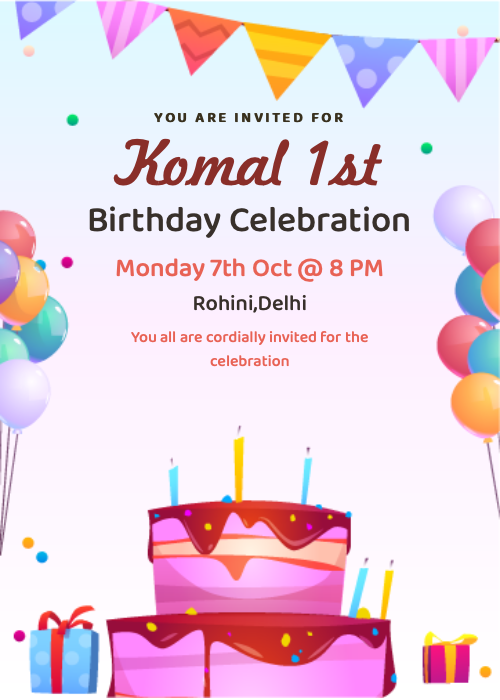 YOU ARE INVITED FOR
Komal 1st
Birthday Celebration
Monday 7th Oct @ 8 PM
Rohini,Delhi
You all are cordially invited for the
celebration